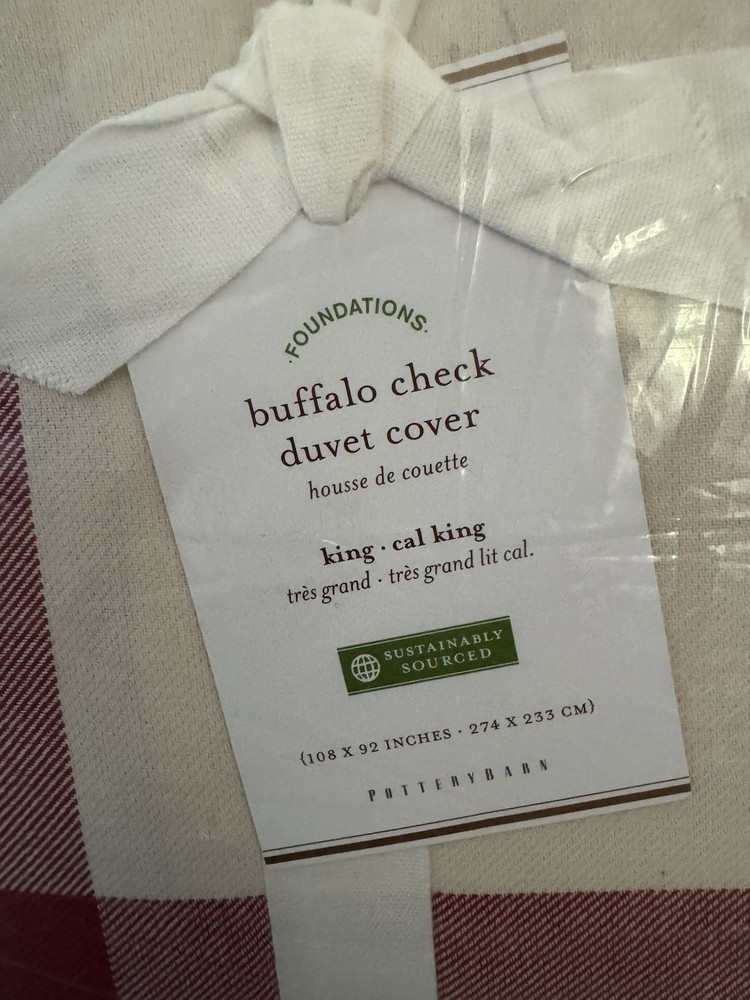 ·FOUNDATIONS·
buffalo check
duvet cover
housse de couette
king · cal king
très grand · très grand lit cal.
SUSTAINABLY
SOURCED
{108 X 92 INCHES · 274 X 233 CM}
POTTERYBARN